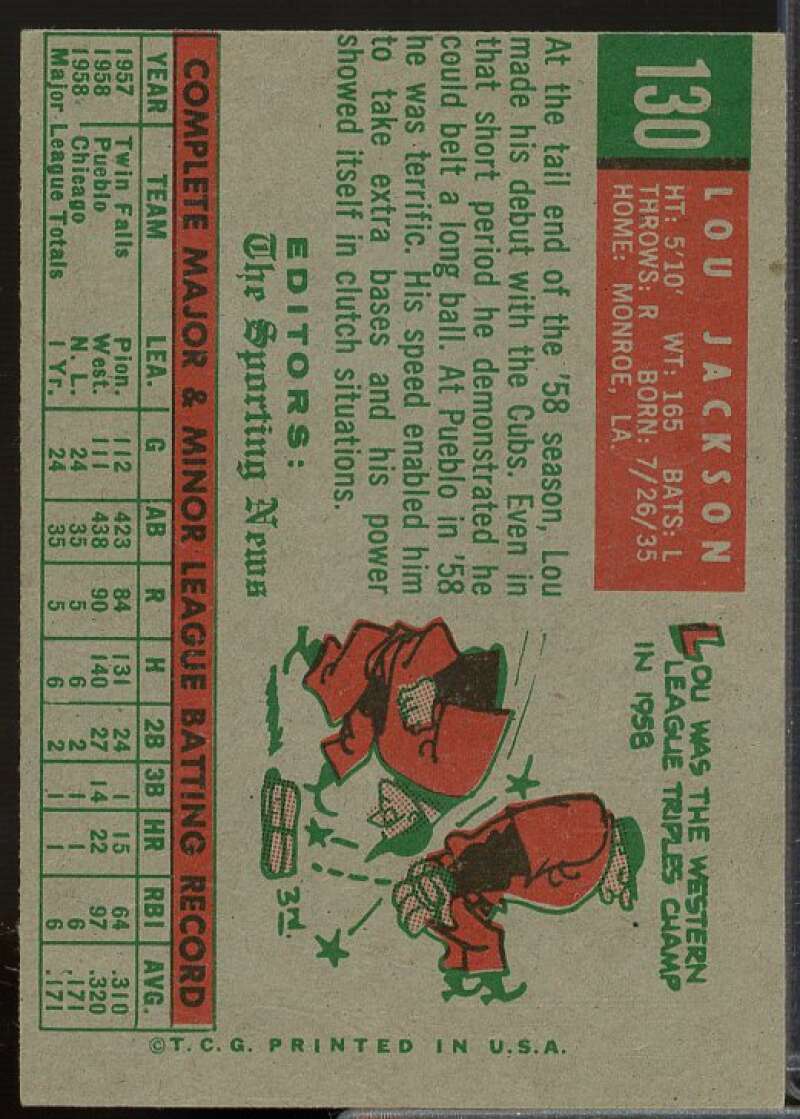 130
LOU JACKSON
HT: 5'10' WT: 165 BATS: L
THROWS: R BORN: 7/26/35
HOME: MONROE, LA.
At the tail end of the '58 season, Lou
made his debut with the Cubs. Even in
that short period he demonstrated he
could belt a long ball. At Pueblo in '58
he was terrific. His speed enabled him
to take extra bases and his power
showed itself in clutch situations.
EDITORS:
The Sporting News
LOU WAS THE WESTERN
LEAGUE TRIPLES CHAMP
IN 1958
3rd.
COMPLETE MAJOR & MINOR LEAGUE BATTING RECORD
YEAR TEAM LEA. G AB R H 2B 3B HR RBI AVG.
1957 Twin Falls Pion. 112 423 84 131 24 1 15 64 .310
1958 Pueblo West. 111 438 90 140 27 14 22 97 .320
1958 Chicago N. L. 24 35 5 6 2 1 1 6 .171
Major League Totals 1 Yr. 24 35 5 6 2 1 1 6 .171
©T.C.G. PRINTED IN U.S.A.